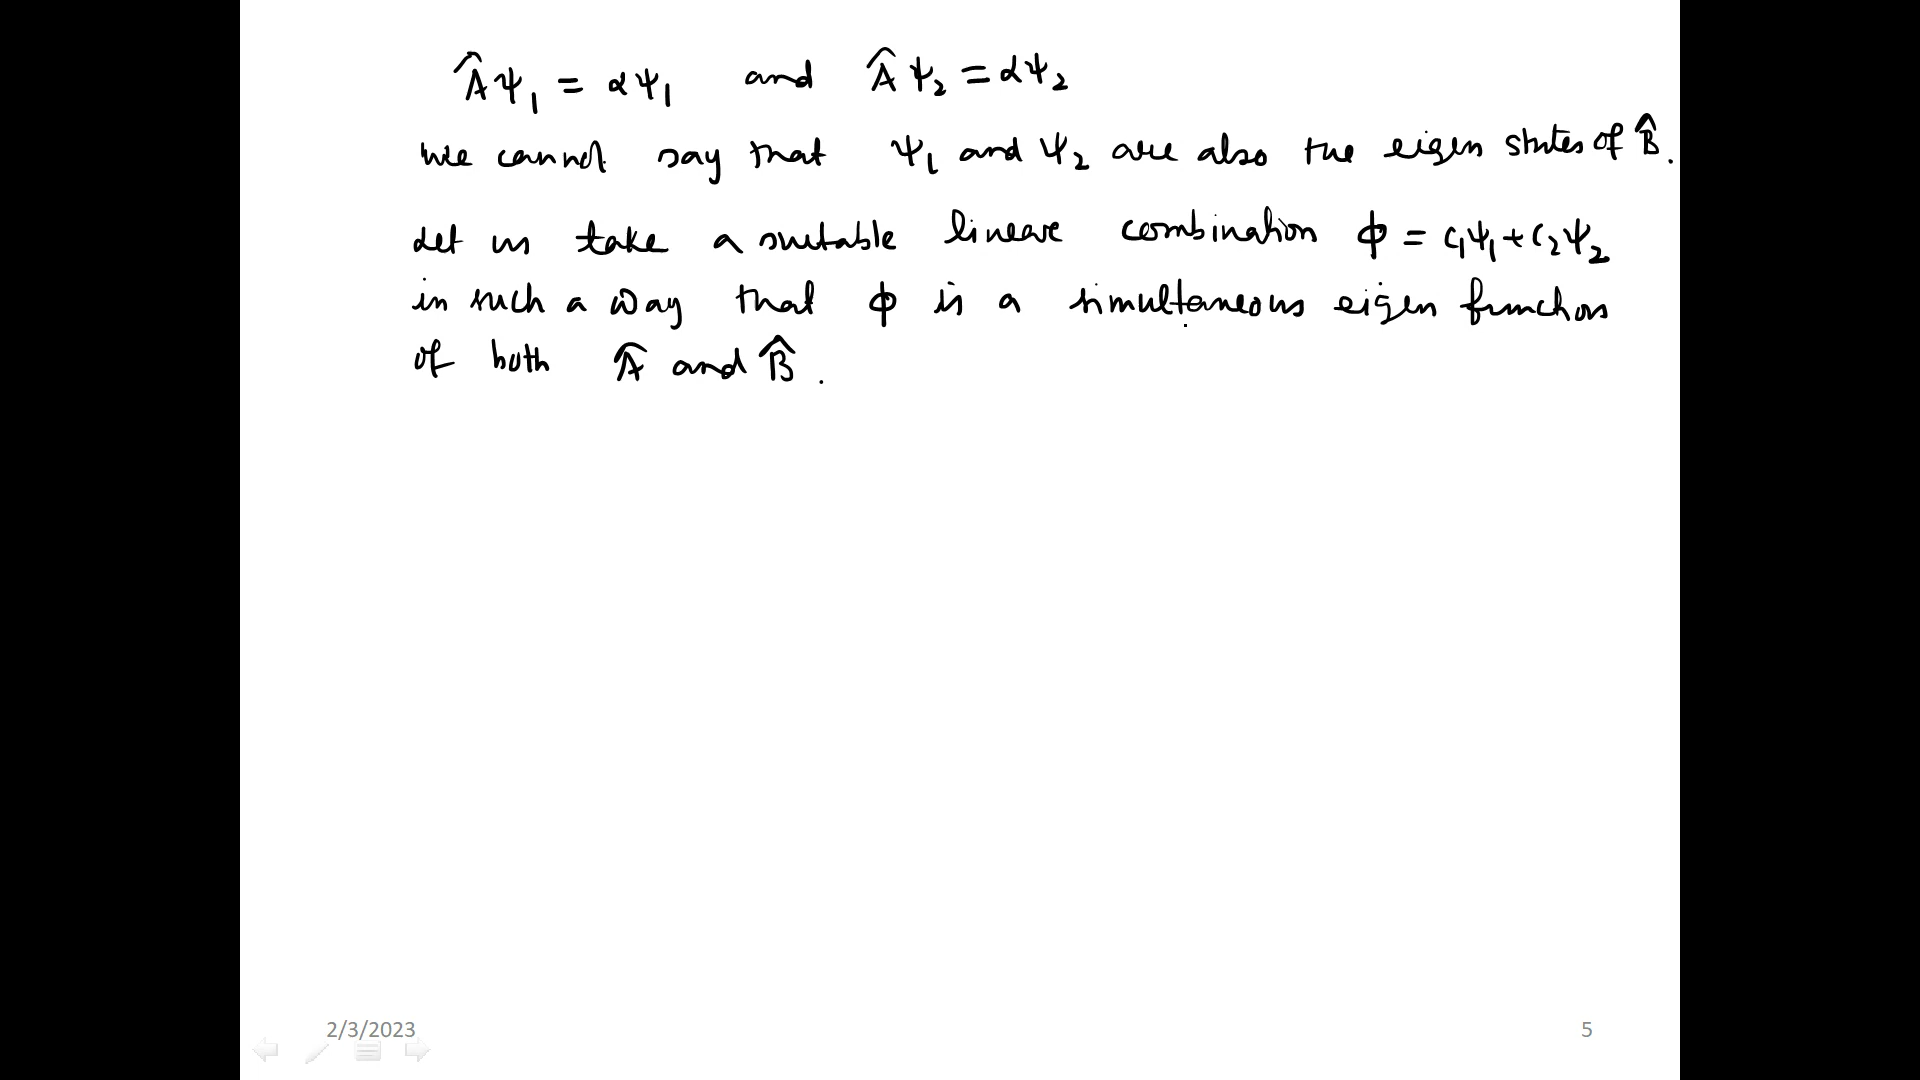 Âψ₁ = αψ₁ and Âψ₂ = αψ₂
We cannot say that ψ₁ and ψ₂ are also the eigen states of B̂.
Let us take a suitable linear combination ϕ = c₁ψ₁ + c₂ψ₂
in such a way that ϕ is a simultaneous eigen function
of both Â and B̂.
2/3/2023 5